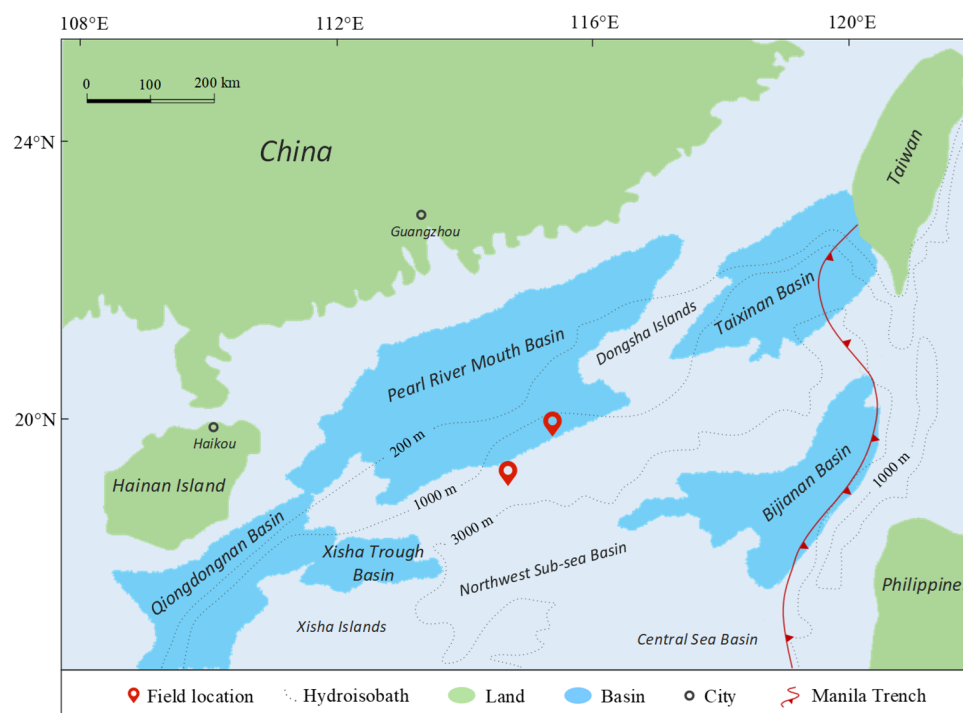 108°E 112°E 116°E 120°E
0 100 200 km
24°N
China
Taiwan
Guangzhou
Taixinan Basin
Dongsha Islands
Pearl River Mouth Basin
20°N
200 m
Haikou
Hainan Island
1000 m
1000 m
3000 m
Bijianan Basin
Qiongdongnan Basin
Xisha Trough
Basin
Northwest Sub-sea Basin
Philippine
Xisha Islands
Central Sea Basin
Field location Hydroisobath Land Basin City Manila Trench